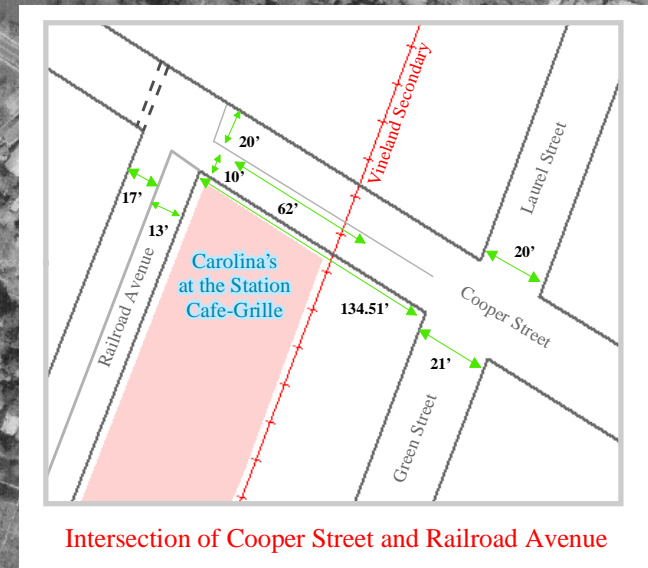 Vineland Secondary
Laurel Street
20’
10’
17’
62’
13’
20’
Railroad Avenue
Carolina’s
at the Station
Cafe-Grille
134.51’
Cooper Street
21’
Green Street
Intersection of Cooper Street and Railroad Avenue